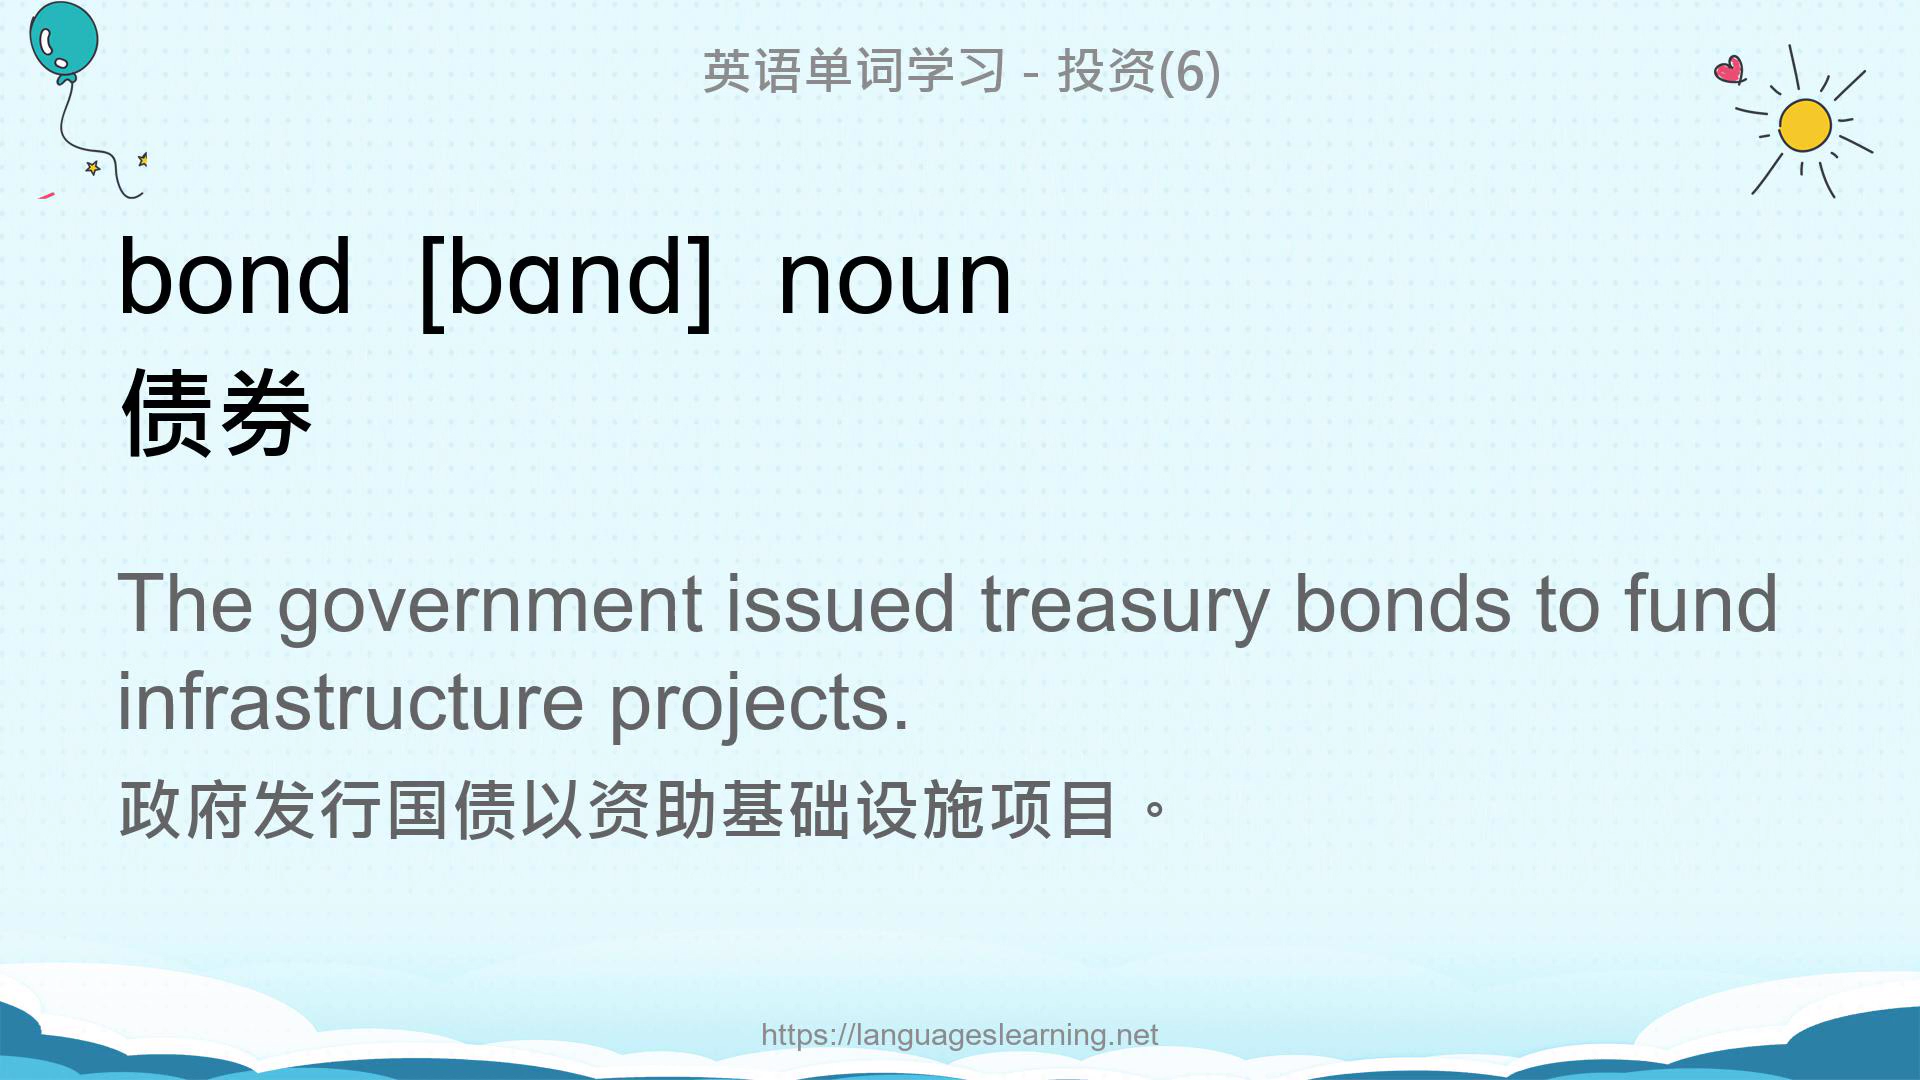 英语单词学习 - 投资(6)
bond [bɑnd] noun
债券
The government issued treasury bonds to fund
infrastructure projects.
政府发行国债以资助基础设施项目。
https://languageslearning.net